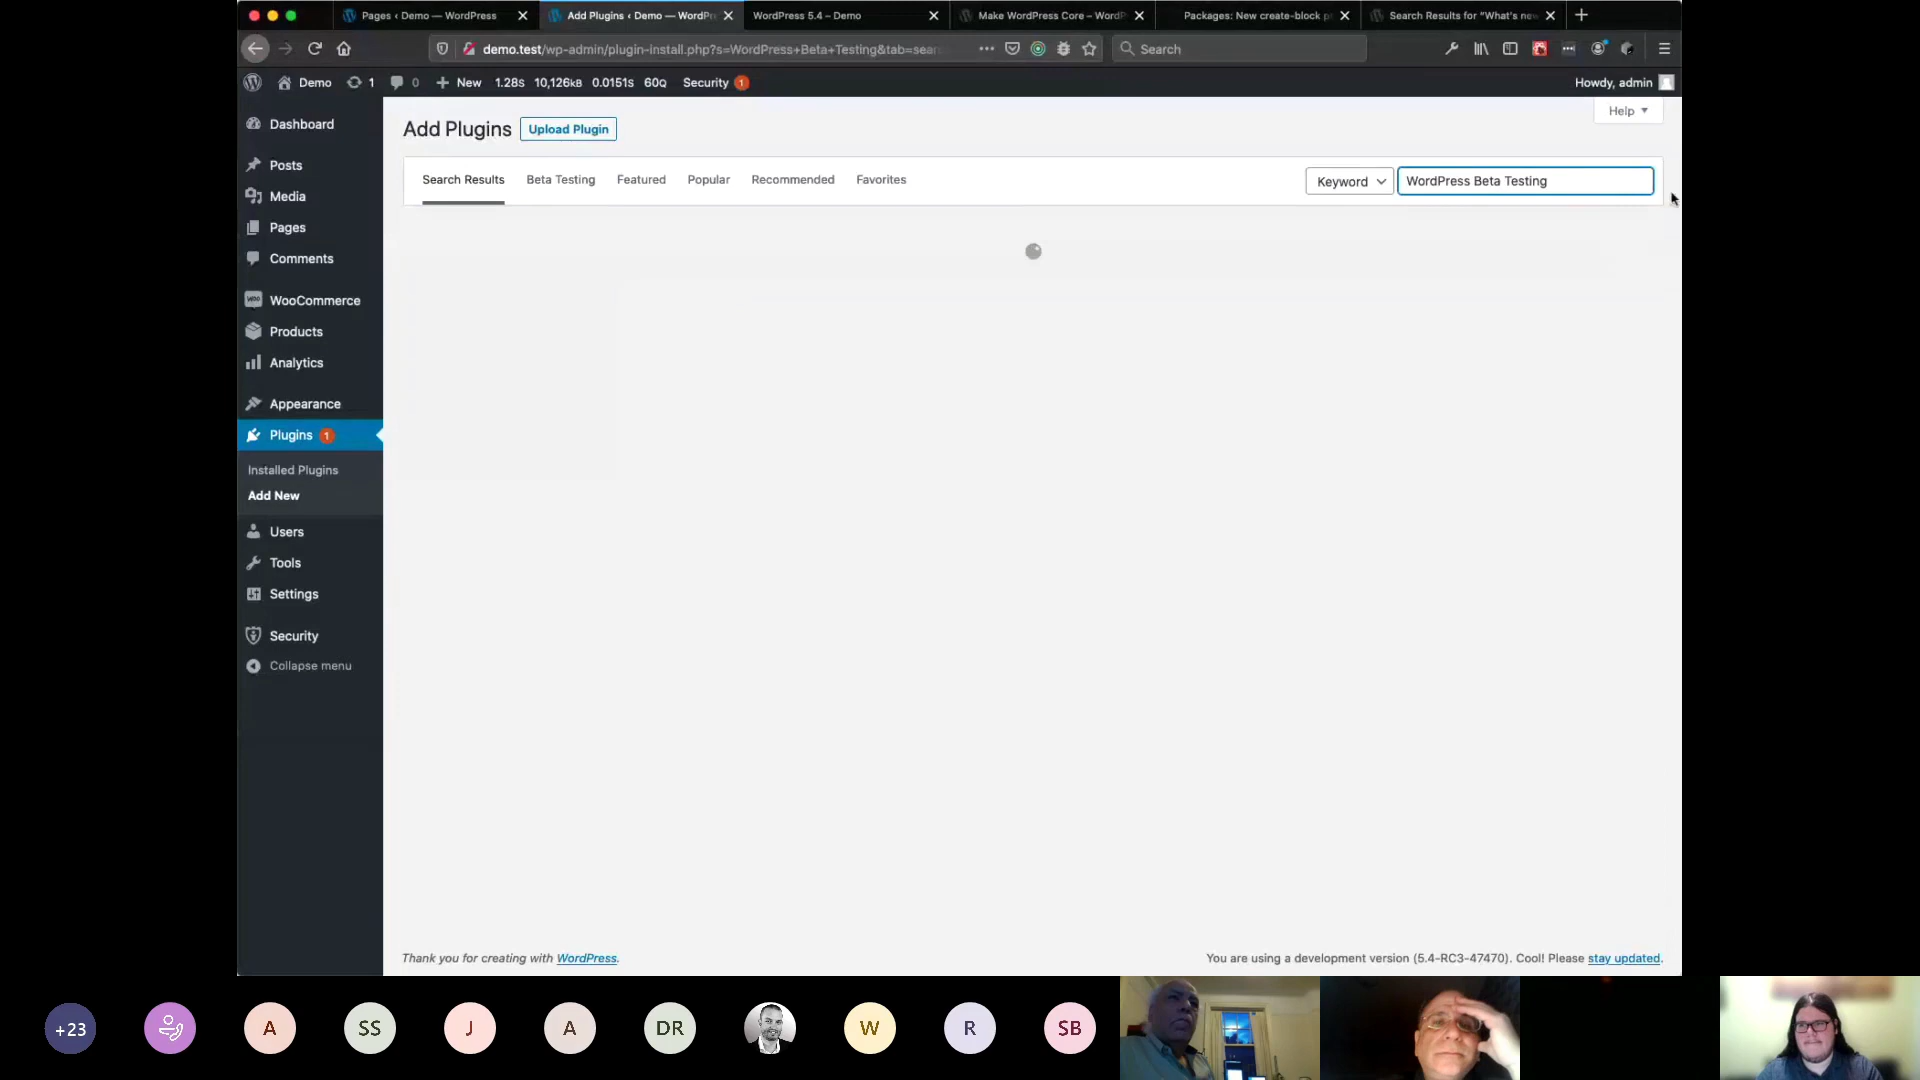 Pages ‹ Demo — WordPress
Add Plugins ‹ Demo — WordPr
WordPress 5.4 – Demo
Make WordPress Core – WordP
Packages: New create-block p
Search Results for "What's new
demo.test/wp-admin/plugin-install.php?s=WordPress+Beta+Testing&tab=sear
Search
Demo
1
0
New
1.28S 10,126KB 0.0151S 60Q
Security 1
Howdy, admin
Dashboard
Posts
Media
Pages
Comments
WooCommerce
Products
Analytics
Appearance
Plugins 1
Installed Plugins
Add New
Users
Tools
Settings
Security
Collapse menu
Help
Add Plugins
Upload Plugin
Search Results
Beta Testing
Featured
Popular
Recommended
Favorites
Keyword
WordPress Beta Testing
Thank you for creating with WordPress.
You are using a development version (5.4-RC3-47470). Cool! Please stay updated.
+23
A
SS
J
A
DR
W
R
SB